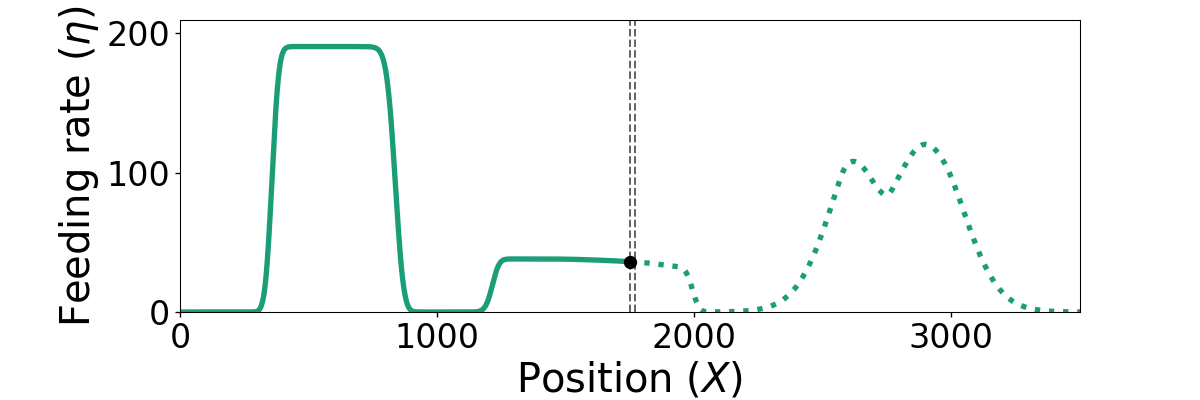 Feeding rate (η)
200
100
0
0 1000 2000 3000
Position (X)